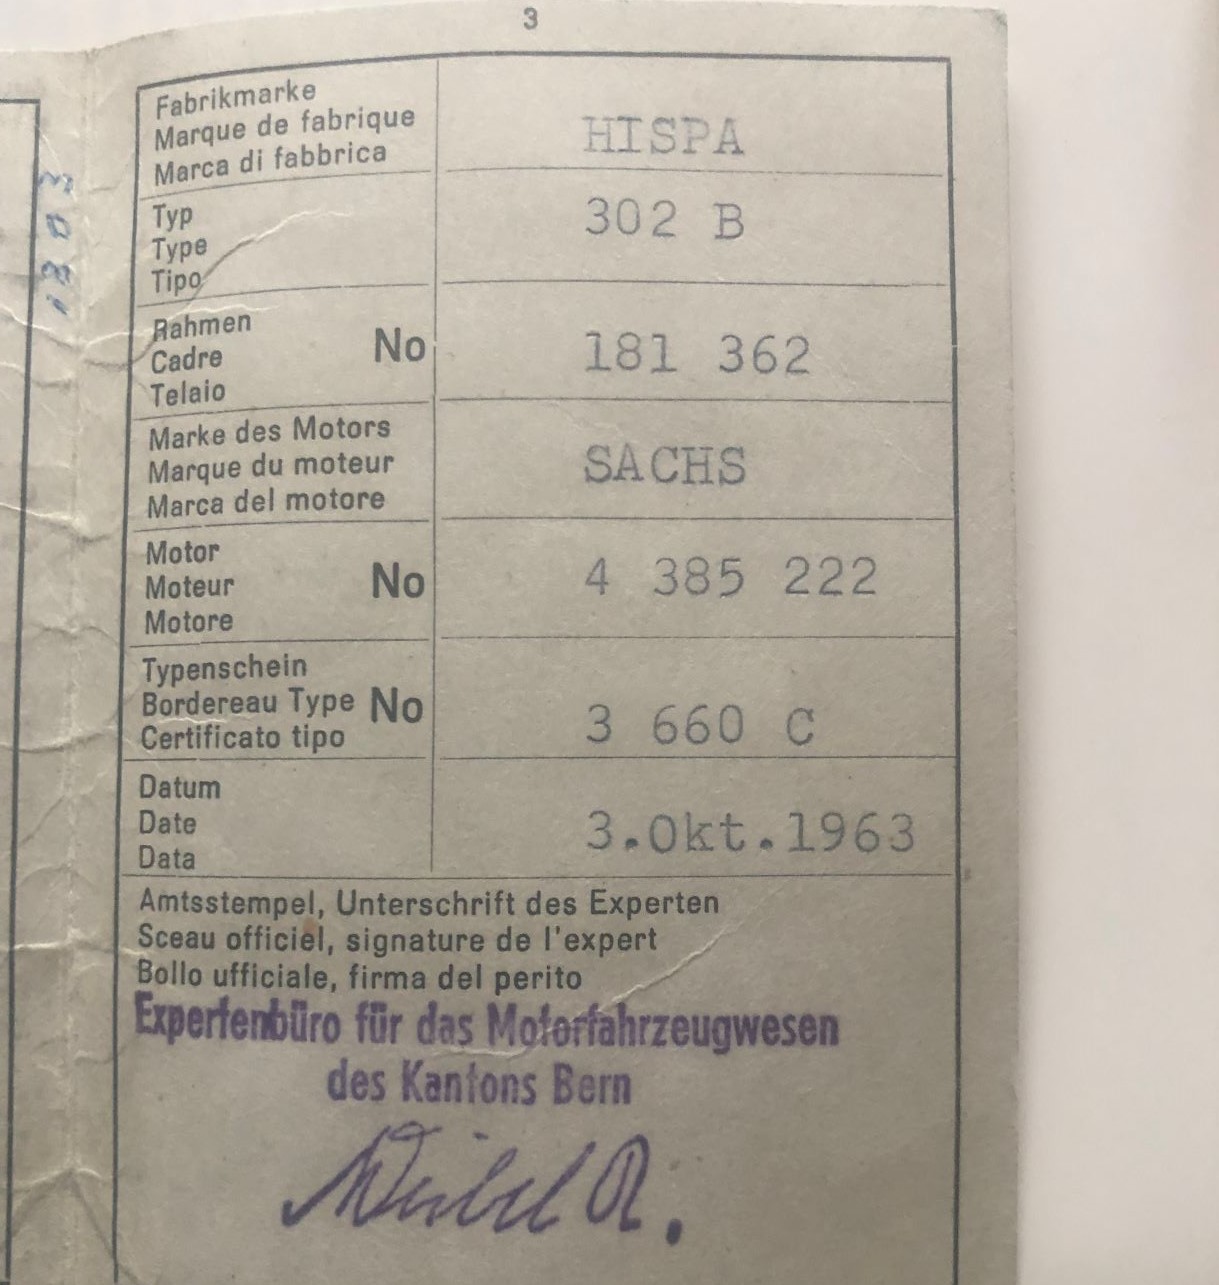 3
Fabrikmarke
Marque de fabrique
Marca di fabbrica
HISPA
Typ
Type
Tipo
302 B
Rahmen
Cadre
Telaio
No
181 362
Marke des Motors
Marque du moteur
Marca del motore
SACHS
Motor
Moteur
Motore
No
4 385 222
Typenschein
Bordereau Type
Certificato tipo
No
3 660 C
Datum
Date
Data
3.Okt.1963
Amtsstempel, Unterschrift des Experten
Sceau officiel, signature de l'expert
Bollo ufficiale, firma del perito
Expertenbüro für das Motorfahrzeugwesen
des Kantons Bern